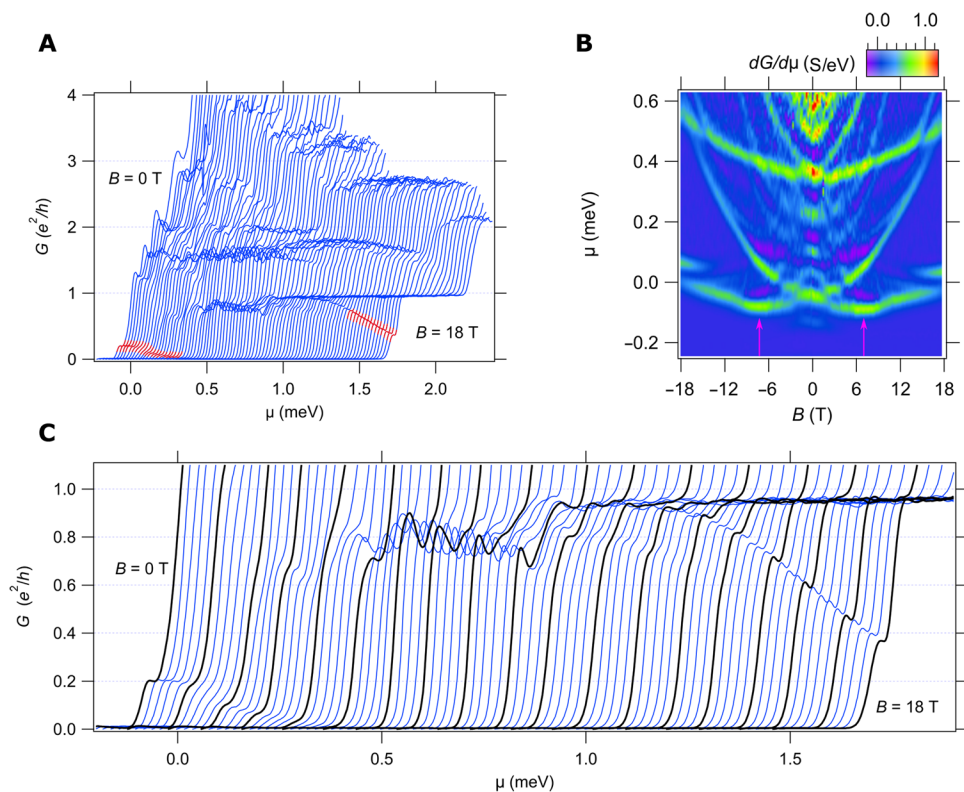 A
4
3
2
1
0
G (e²/h)
B = 0 T
B = 18 T
0.0
0.5
1.0
1.5
2.0
μ (meV)
B
dG/dμ (S/eV)
0.0
1.0
0.6
0.4
0.2
0.0
−0.2
μ (meV)
−18
−12
−6
0
6
12
18
B (T)
C
1.0
0.8
0.6
0.4
0.2
0.0
G (e²/h)
B = 0 T
B = 18 T
0.0
0.5
1.0
1.5
μ (meV)